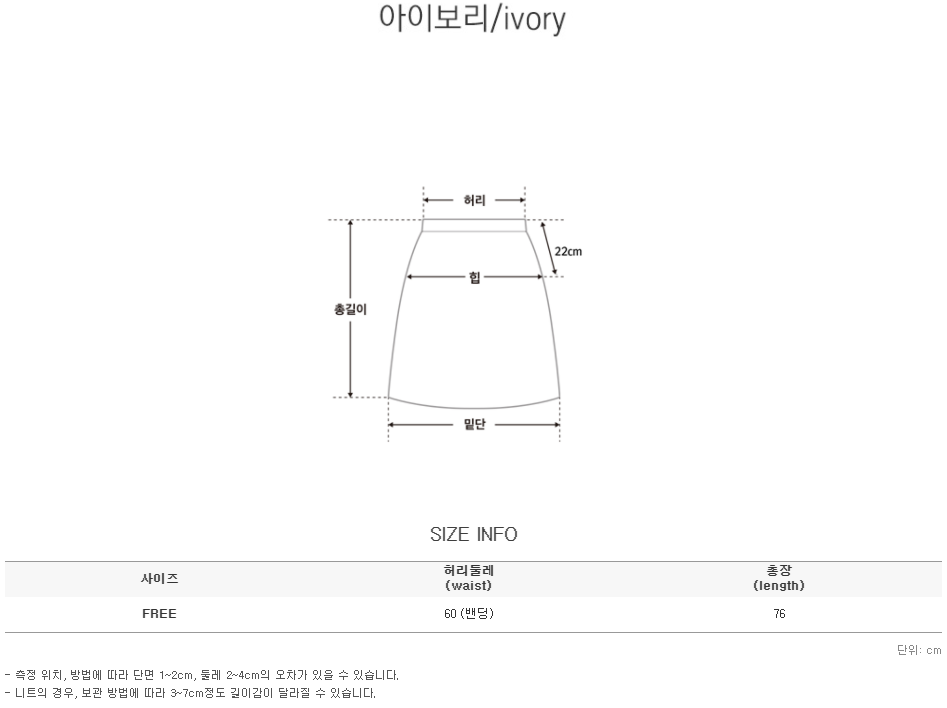 아이보리/ivory
허리
22cm
힙
총길이
밑단
SIZE INFO
사이즈 허리둘레 (waist) 총장 (length)
FREE 60 (밴딩) 76
단위: cm
- 측정 위치, 방법에 따라 단면 1~2cm, 둘레 2~4cm의 오차가 있을 수 있습니다.
- 니트의 경우, 보관 방법에 따라 3~7cm정도 길이감이 달라질 수 있습니다.